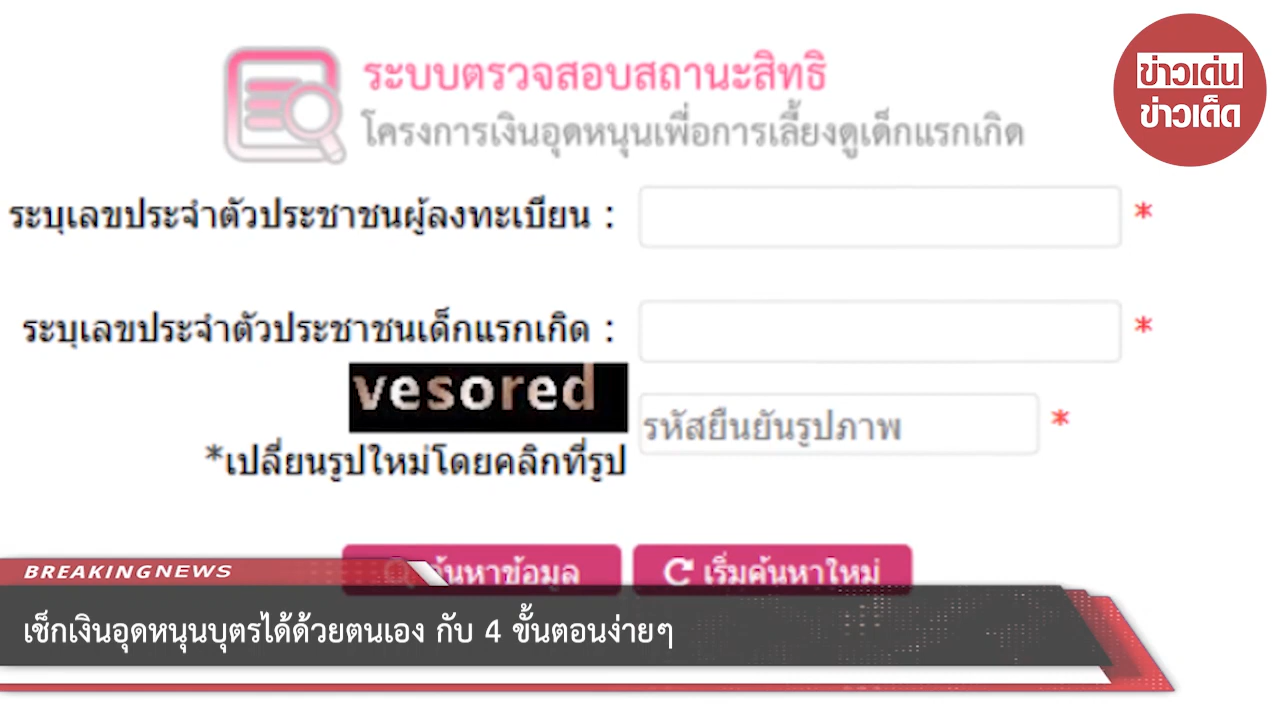 ระบบตรวจสอบสถานะสิทธิ
โครงการเงินอุดหนุนเพื่อการเลี้ยงดูเด็กแรกเกิด
ข่าวเด่น
ข่าวเด็ด
ระบุเลขประจำตัวประชาชนผู้ลงทะเบียน : *
ระบุเลขประจำตัวประชาชนเด็กแรกเกิด : *
vesored
รหัสยืนยันรูปภาพ *
*เปลี่ยนรูปใหม่โดยคลิกที่รูป
ค้นหาข้อมูล เริ่มค้นหาใหม่
BREAKINGNEWS
เช็กเงินอุดหนุนบุตรได้ด้วยตนเอง กับ 4 ขั้นตอนง่ายๆ